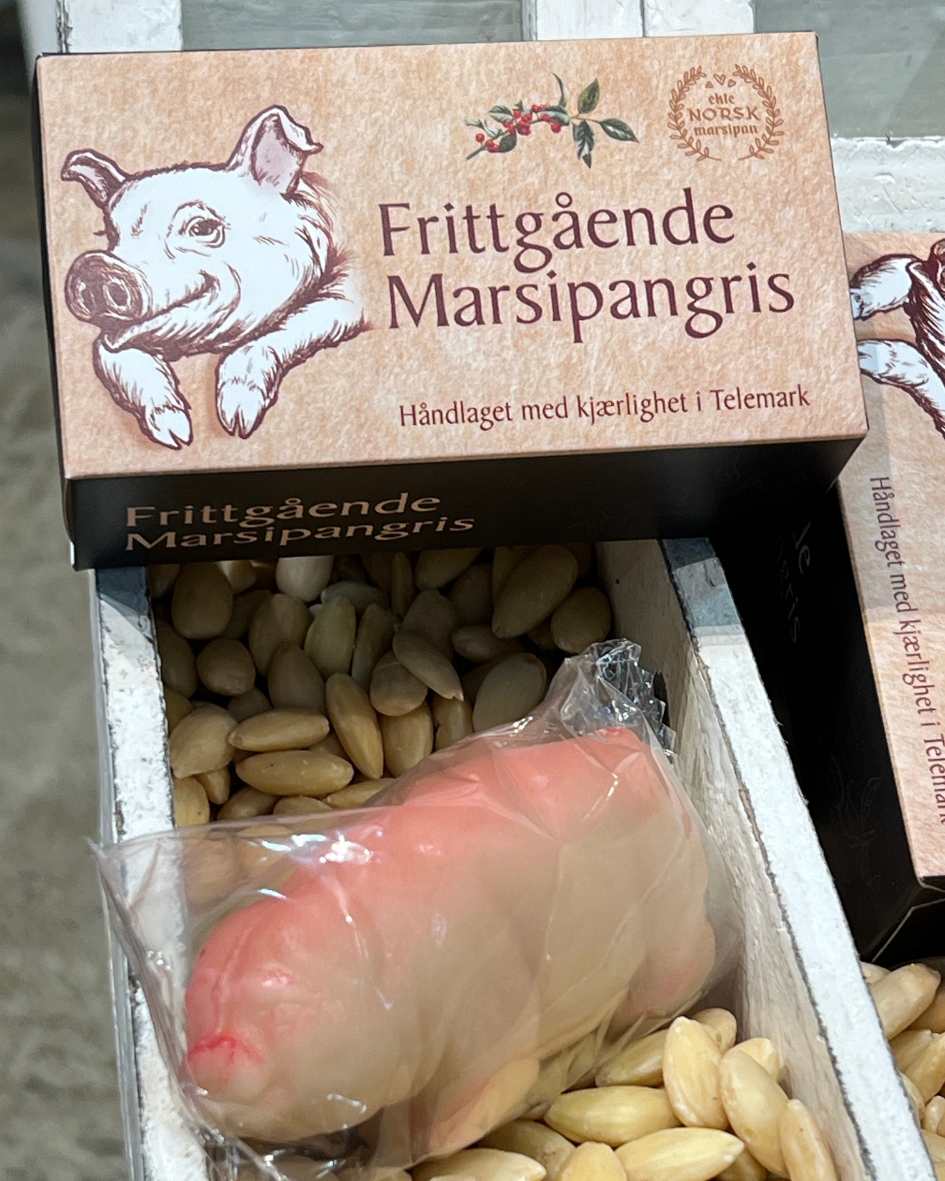 ekte
NORSK
marsipan
Frittgående
Marsipangris
Håndlaget med kjærlighet i Telemark
Frittgående
Marsipangris
Håndlaget med kjærlighet i Telemark